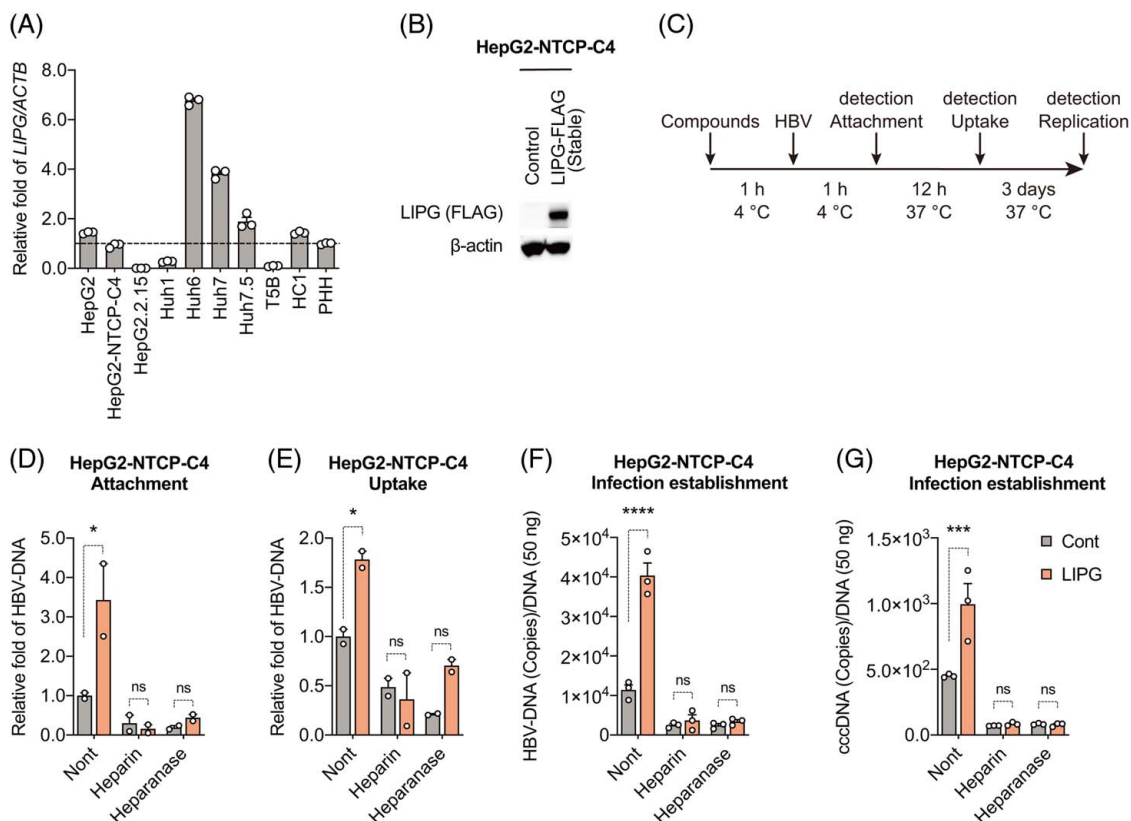 (A)
Relative fold of LIPG/ACTB
8.0
6.0
4.0
2.0
0.0
HepG2
HepG2-NTCP-C4
HepG2.2.15
Huh1
Huh6
Huh7
Huh7.5
T5B
HC1
PHH
(B)
HepG2-NTCP-C4
Control
LIPG-FLAG
(Stable)
LIPG (FLAG)
β-actin
(C)
detection detection detection
Compounds HBV Attachment Uptake Replication
1 h 1 h 12 h 3 days
4 °C 4 °C 37 °C 37 °C
(D)
HepG2-NTCP-C4
Attachment
Relative fold of HBV-DNA
5.0
4.0
3.0
2.0
1.0
0.0
*
ns
ns
Nont
Heparin
Heparanase
(E)
HepG2-NTCP-C4
Uptake
Relative fold of HBV-DNA
2.0
1.5
1.0
0.5
0.0
*
ns
ns
Nont
Heparin
Heparanase
(F)
HepG2-NTCP-C4
Infection establishment
HBV-DNA (Copies)/DNA (50 ng)
5×10⁴
4×10⁴
3×10⁴
2×10⁴
1×10⁴
0.0
****
ns
ns
Nont
Heparin
Heparanase
(G)
HepG2-NTCP-C4
Infection establishment
cccDNA (Copies)/DNA (50 ng)
1.5×10³
1.0×10³
5.0×10²
0.0
***
ns
ns
Nont
Heparin
Heparanase
Cont
LIPG